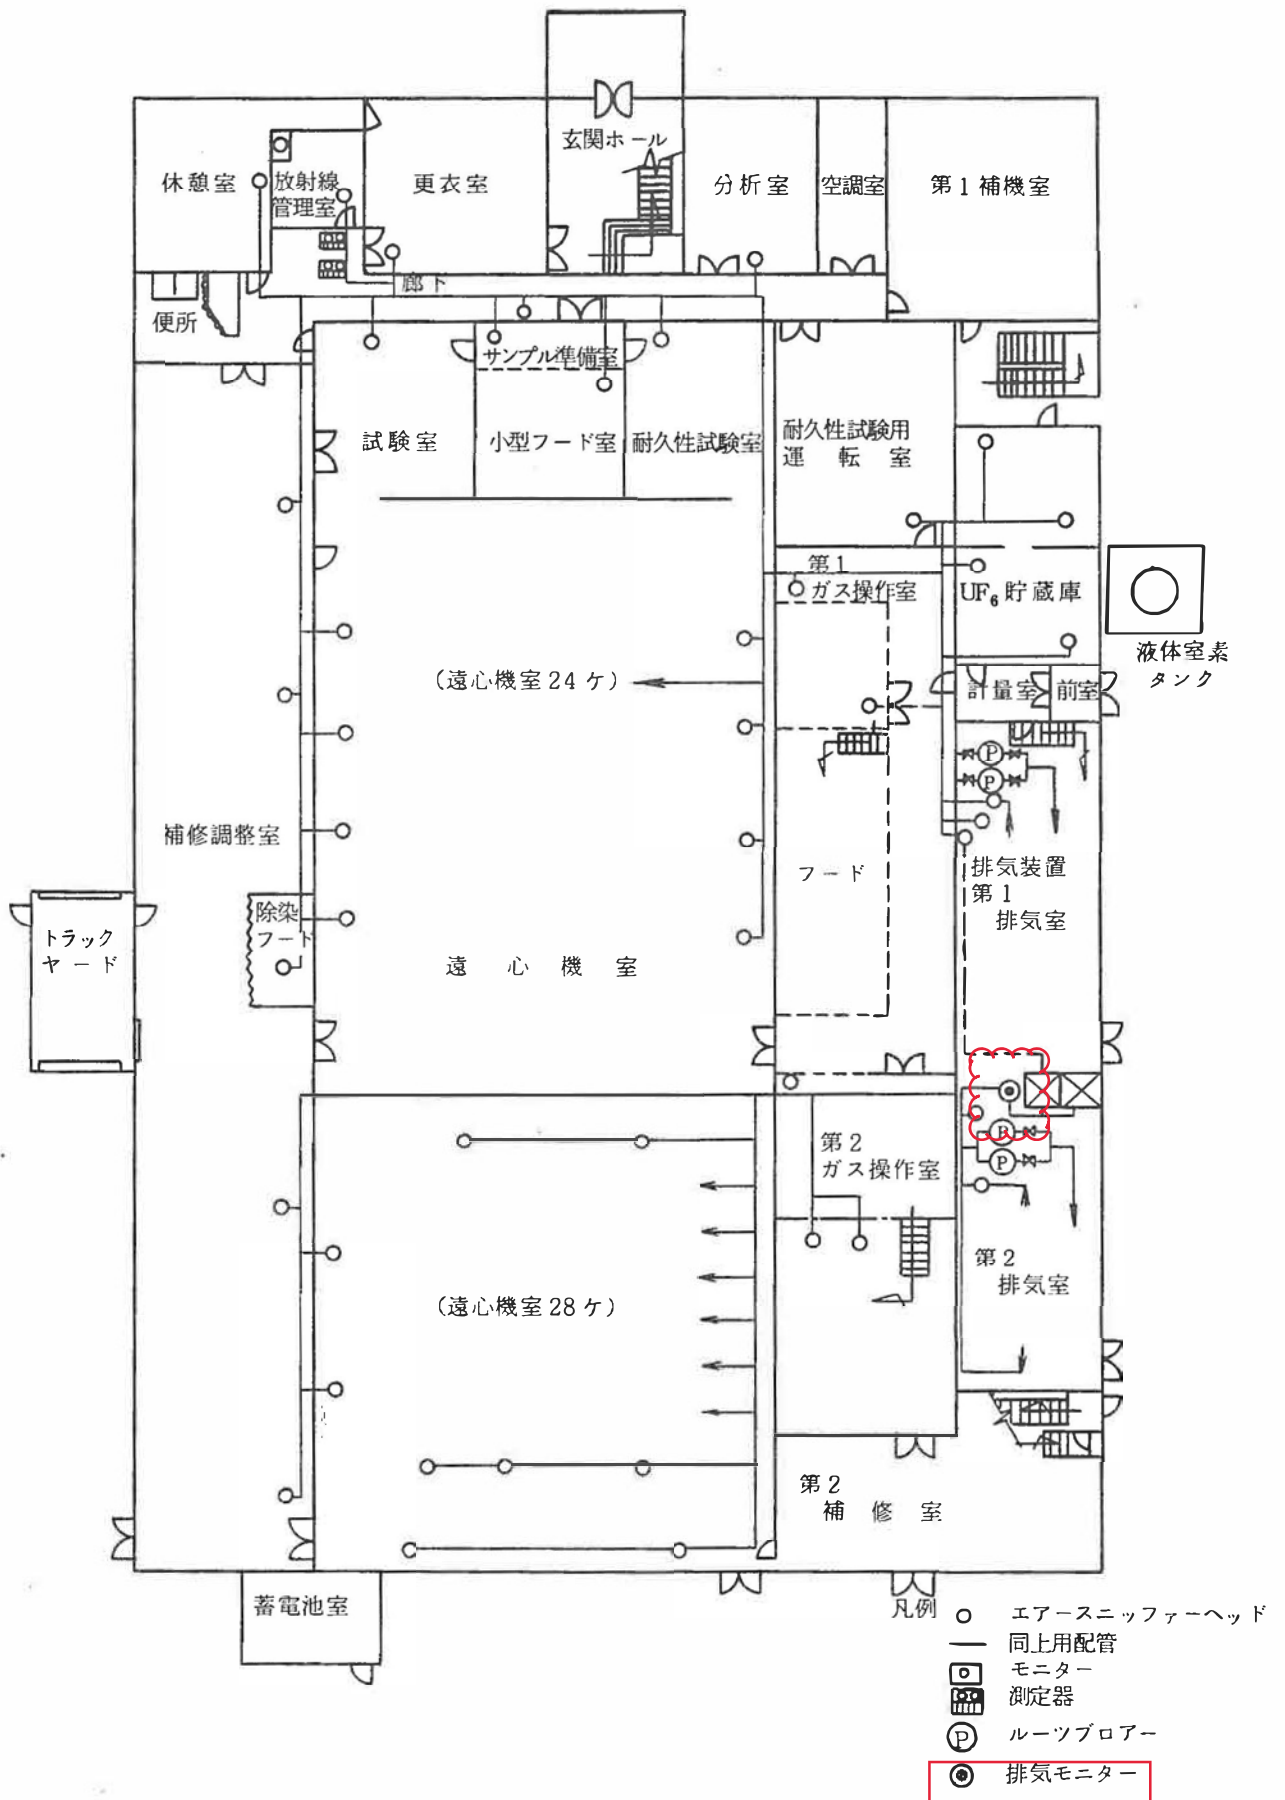 玄関ホール
休憩室
放射線
管理室
更衣室
分析室
空調室
第1補機室
廊下
便所
サンプル準備室
試験室
小型フード室
耐久性試験室
耐久性試験用
運転室
第1
ガス操作室
UF₆貯蔵庫
液体窒素
タンク
(遠心機室24ケ)
計量室
前室
P
P
補修調整室
フード
排気装置
第1
排気室
除染
フード
トラック
ヤード
遠心機室
P
P
第2
ガス操作室
第2
排気室
(遠心機室28ケ)
第2
補修室
蓄電池室
凡例
エアースニッファーヘッド
同上用配管
モニター
測定器
P ルーツブロアー
排気モニター